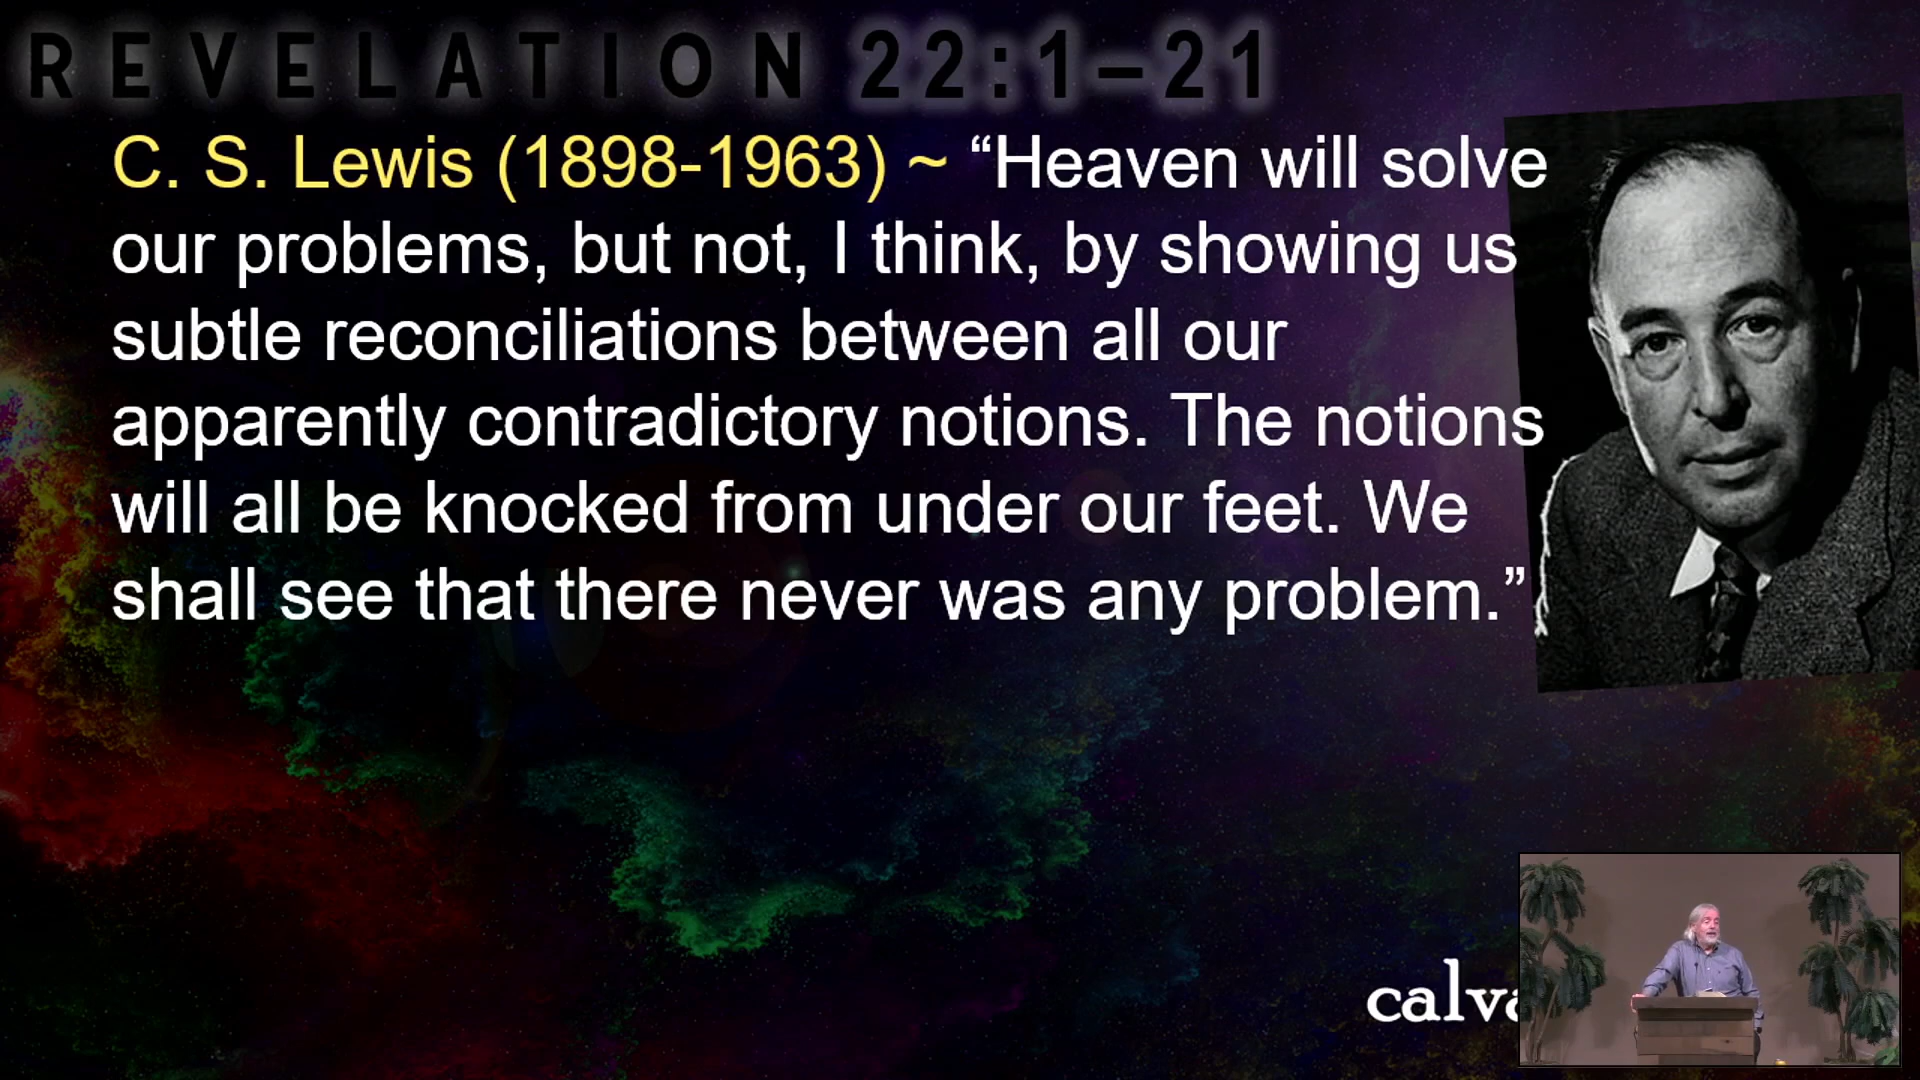 REVELATION 22:1–21
C. S. Lewis (1898-1963) ~ “Heaven will solve
our problems, but not, I think, by showing us
subtle reconciliations between all our
apparently contradictory notions. The notions
will all be knocked from under our feet. We
shall see that there never was any problem.”